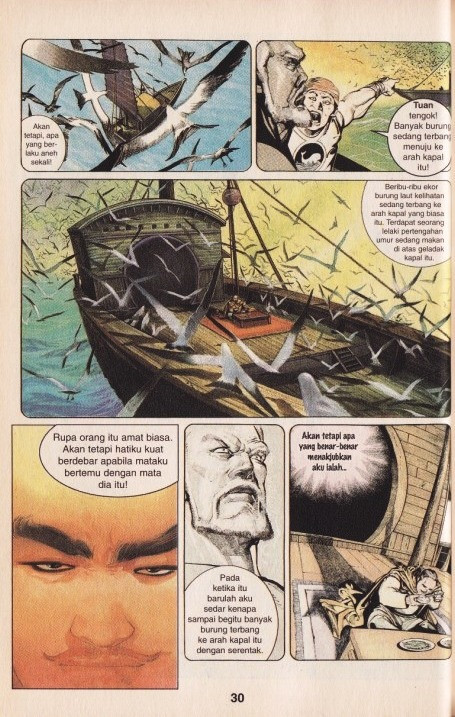 Akan
tetapi, apa
yang ber-
laku aneh
sekali!
Tuan
tengok!
Banyak burung
sedang terbang
menuju ke
arah kapal
itu!
Beribu-ribu ekor
burung laut kelihatan
sedang terbang ke
arah kapal yang biasa
itu. Terdapat seorang
lelaki pertengahan
umur sedang makan
di atas geladak
kapal itu.
Rupa orang itu amat biasa.
Akan tetapi hatiku kuat
berdebar apabila mataku
bertemu dengan mata
dia itu!
Pada
ketika itu
barulah aku
sedar kenapa
sampai begitu banyak
burung terbang
ke arah kapal itu
dengan serentak.
Akan tetapi apa
yang benar-benar
menakjubkan
aku ialah...
30